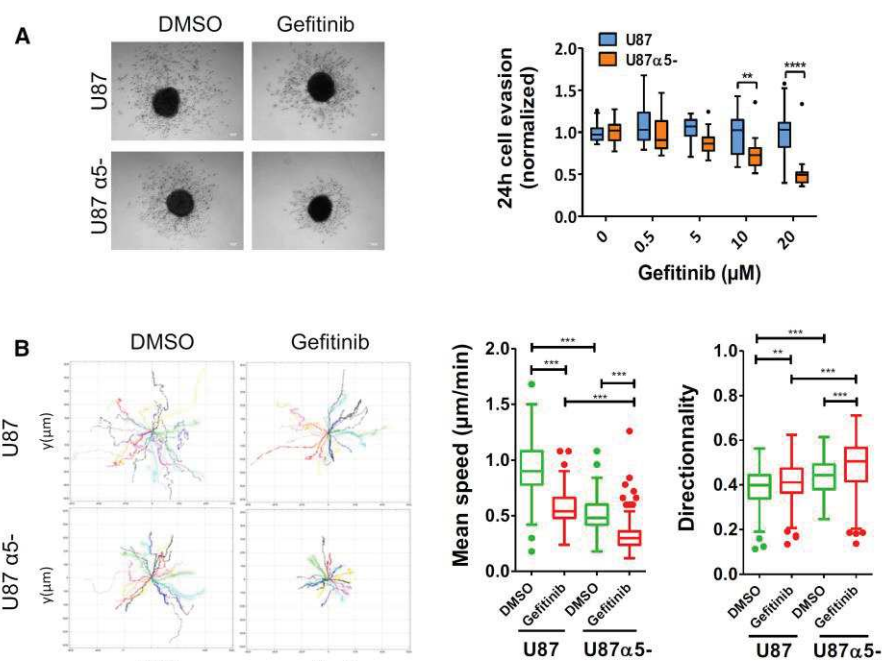 A
DMSO
Gefitinib
U87
U87 α5-
24h cell evasion
(normalized)
2.0
1.5
1.0
0.5
0.0
U87
U87α5-
**
****
0
0.5
5
10
20
Gefitinib (µM)
B
DMSO
Gefitinib
U87
y(µm)
U87 α5-
y(µm)
Mean speed (µm/min)
2.0
1.5
1.0
0.5
0.0
***
***
***
***
DMSO
Gefitinib
DMSO
Gefitinib
U87
U87α5-
Directionnality
1.0
0.8
0.6
0.4
0.2
0.0
***
**
***
***
DMSO
Gefitinib
DMSO
Gefitinib
U87
U87α5-